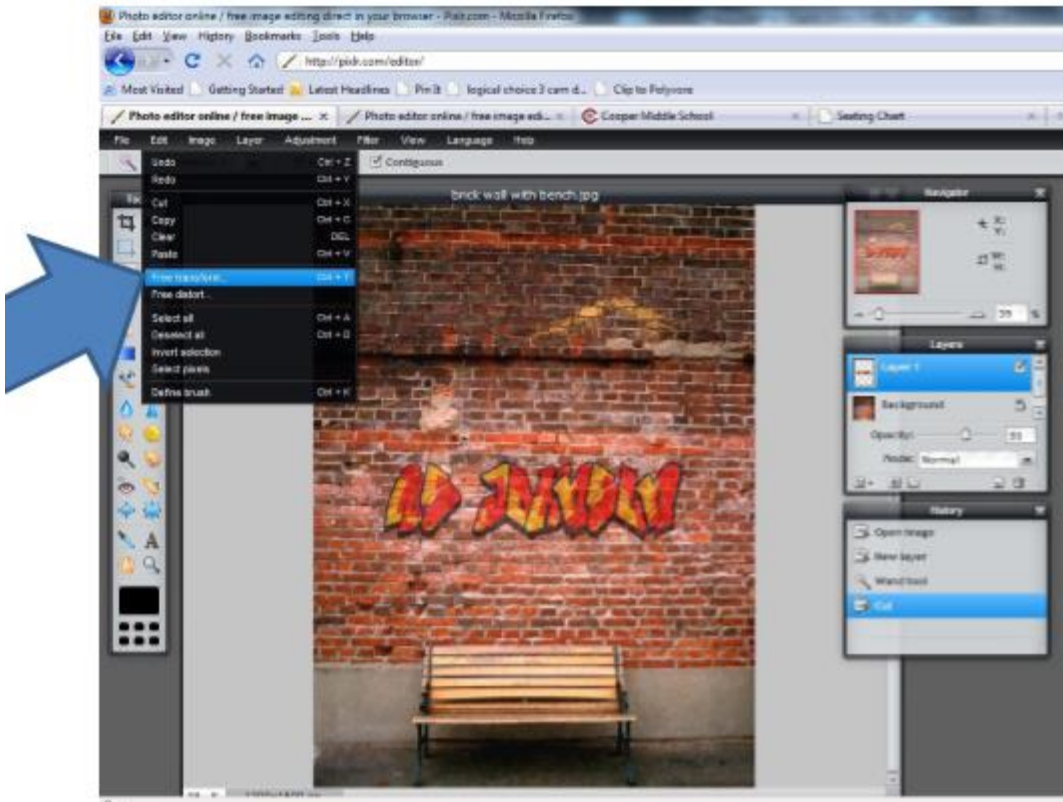 Photo editor online / free image editing direct in your browser - Pixlr.com - Mozilla Firefox
File Edit View History Bookmarks Tools Help
http://pixlr.com/editor/
Most Visited Getting Started Latest Headlines Pin It logical choice 3 cam d... Clip to Polyvore
Photo editor online / free image ... x Photo editor online / free image edi... x Cooper Middle School x Seating Chart x
File Edit Image Layer Adjustment Filter View Language Help
Contiguous
Undo Ctrl + Z
Redo Ctrl + Y
Cut Ctrl + X
Copy Ctrl + C
Clear DEL
Paste Ctrl + V
Free transform... Ctrl + T
Free distort...
Select all Ctrl + A
Deselect all Ctrl + D
Invert selection
Select pixels
Define brush Ctrl + K
brick wall with bench.jpg
Navigator
X:
Y:
W:
H:
39 %
Layers
Layer 1
Background
Opacity:
Mode: Normal
History
Open image
New layer
Wand tool
Cut